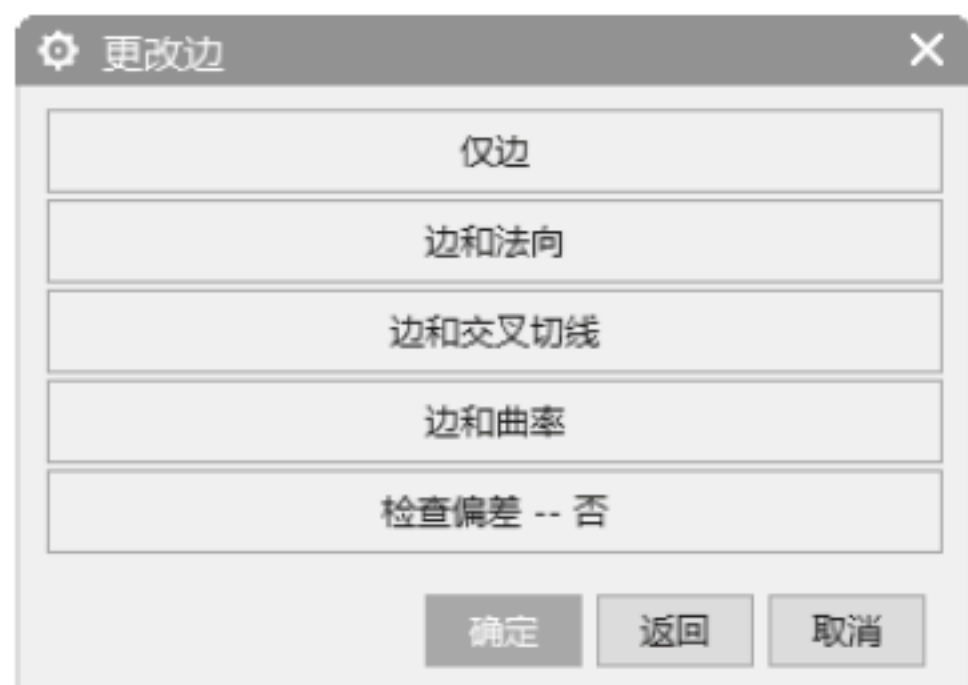 更改边
仅边
边和法向
边和交叉切线
边和曲率
检查偏差 -- 否
确定 返回 取消